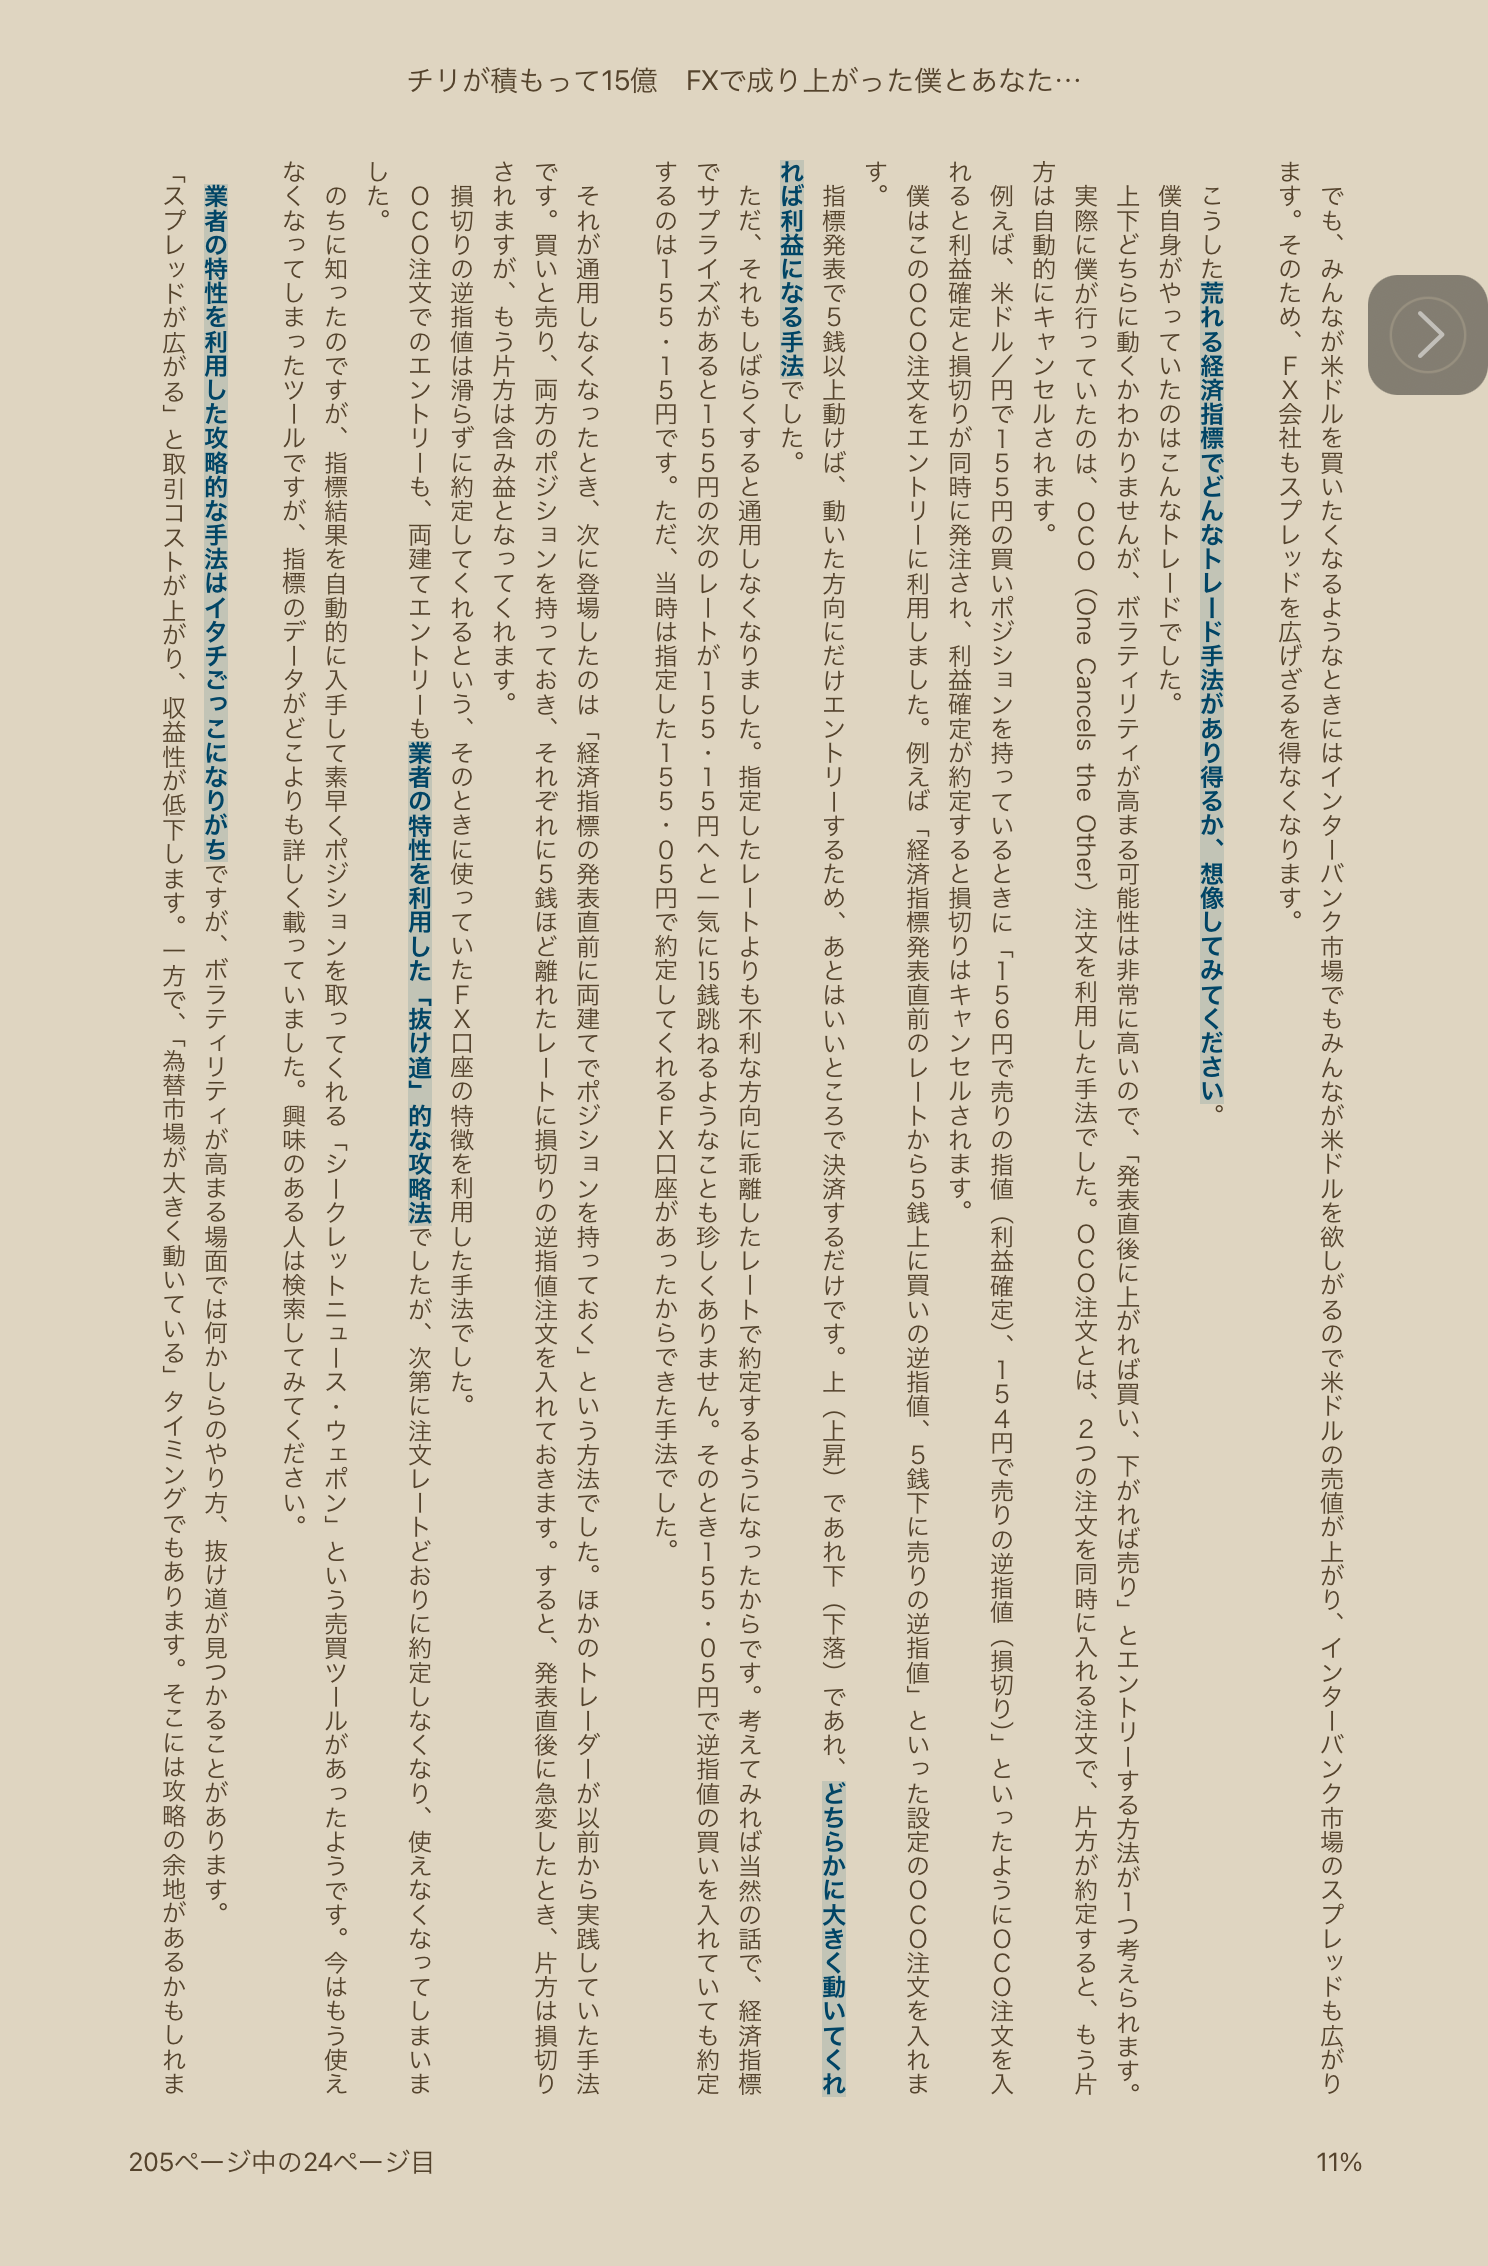 チリが積もって15億　FXで成り上がった僕とあなた…
　でも、みんなが米ドルを買いたくなるようなときにはインターバンク市場でもみんなが米ドルを欲しがるので米ドルの売値が上がり、インターバンク市場のスプレッドも広がり
ます。そのため、ＦＸ会社もスプレッドを広げざるを得なくなります。
　こうした荒れる経済指標でどんなトレード手法があり得るか、想像してみてください。
　僕自身がやっていたのはこんなトレードでした。
　上下どちらに動くかわかりませんが、ボラティリティが高まる可能性は非常に高いので、「発表直後に上がれば買い、下がれば売り」とエントリーする方法が１つ考えられます。
　実際に僕が行っていたのは、ＯＣＯ（One Cancels the Other）注文を利用した手法でした。ＯＣＯ注文とは、２つの注文を同時に入れる注文で、片方が約定すると、もう片
方は自動的にキャンセルされます。
　例えば、米ドル／円で１５５円の買いポジションを持っているときに「１５６円で売りの指値（利益確定）、１５４円で売りの逆指値（損切り）」といったようにＯＣＯ注文を入
れると利益確定と損切りが同時に発注され、利益確定が約定すると損切りはキャンセルされます。
　僕はこのＯＣＯ注文をエントリーに利用しました。例えば「経済指標発表直前のレートから５銭上に買いの逆指値、５銭下に売りの逆指値」といった設定のＯＣＯ注文を入れま
す。
　指標発表で５銭以上動けば、動いた方向にだけエントリーするため、あとはいいところで決済するだけです。上（上昇）であれ下（下落）であれ、どちらかに大きく動いてくれ
れば利益になる手法でした。
　ただ、それもしばらくすると通用しなくなりました。指定したレートよりも不利な方向に乖離したレートで約定するようになったからです。考えてみれば当然の話で、経済指標
でサプライズがあると１５５円の次のレートが１５５・１５円へと一気に15銭跳ねるようなことも珍しくありません。そのとき１５５・０５円で逆指値の買いを入れていても約定
するのは１５５・１５円です。ただ、当時は指定した１５５・０５円で約定してくれるＦＸ口座があったからできた手法でした。
　それが通用しなくなったとき、次に登場したのは「経済指標の発表直前に両建てでポジションを持っておく」という方法でした。ほかのトレーダーが以前から実践していた手法
です。買いと売り、両方のポジションを持っておき、それぞれに５銭ほど離れたレートに損切りの逆指値注文を入れておきます。すると、発表直後に急変したとき、片方は損切り
されますが、もう片方は含み益となってくれます。
　損切りの逆指値は滑らずに約定してくれるという、そのときに使っていたＦＸ口座の特徴を利用した手法でした。
　ＯＣＯ注文でのエントリーも、両建てエントリーも業者の特性を利用した「抜け道」的な攻略法でしたが、次第に注文レートどおりに約定しなくなり、使えなくなってしまいま
した。
　のちに知ったのですが、指標結果を自動的に入手して素早くポジションを取ってくれる「シークレットニュース・ウェポン」という売買ツールがあったようです。今はもう使え
なくなってしまったツールですが、指標のデータがどこよりも詳しく載っていました。興味のある人は検索してみてください。
　業者の特性を利用した攻略的な手法はイタチごっこになりがちですが、ボラティリティが高まる場面では何かしらのやり方、抜け道が見つかることがあります。
「スプレッドが広がる」と取引コストが上がり、収益性が低下します。一方で、「為替市場が大きく動いている」タイミングでもあります。そこには攻略の余地があるかもしれま
205ページ中の24ページ目
11%